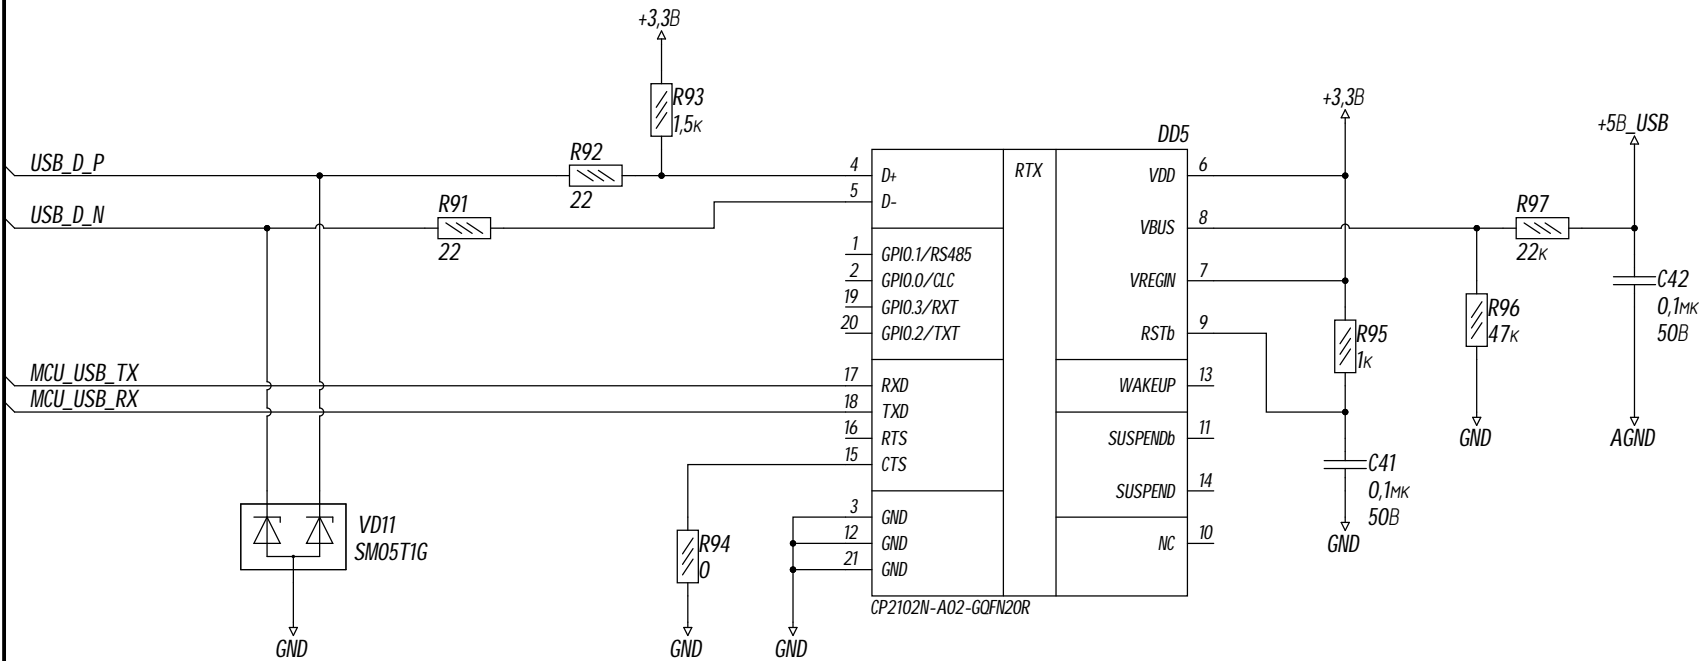 +3,3В
R93
1,5к
+3,3В
+5В_USB
DD5
USB_D_P
R92
22
4
D+
RTX
VDD
6
5
D-
USB_D_N
R91
22
VBUS
8
R97
22к
1
GPIO.1/RS485
2
GPIO.0/CLC
VREGIN
7
C42
0,1мк
50В
19
GPIO.3/RXT
20
GPIO.2/TXT
RSTb
9
R95
1к
R96
47к
MCU_USB_TX
17
RXD
WAKEUP
13
MCU_USB_RX
18
TXD
16
RTS
SUSPENDb
11
GND
AGND
15
CTS
SUSPEND
14
C41
0,1мк
50В
3
GND
VD11
SM05T1G
12
GND
NC
10
GND
R94
0
21
GND
CP2102N-A02-GQFN20R
GND
GND
GND